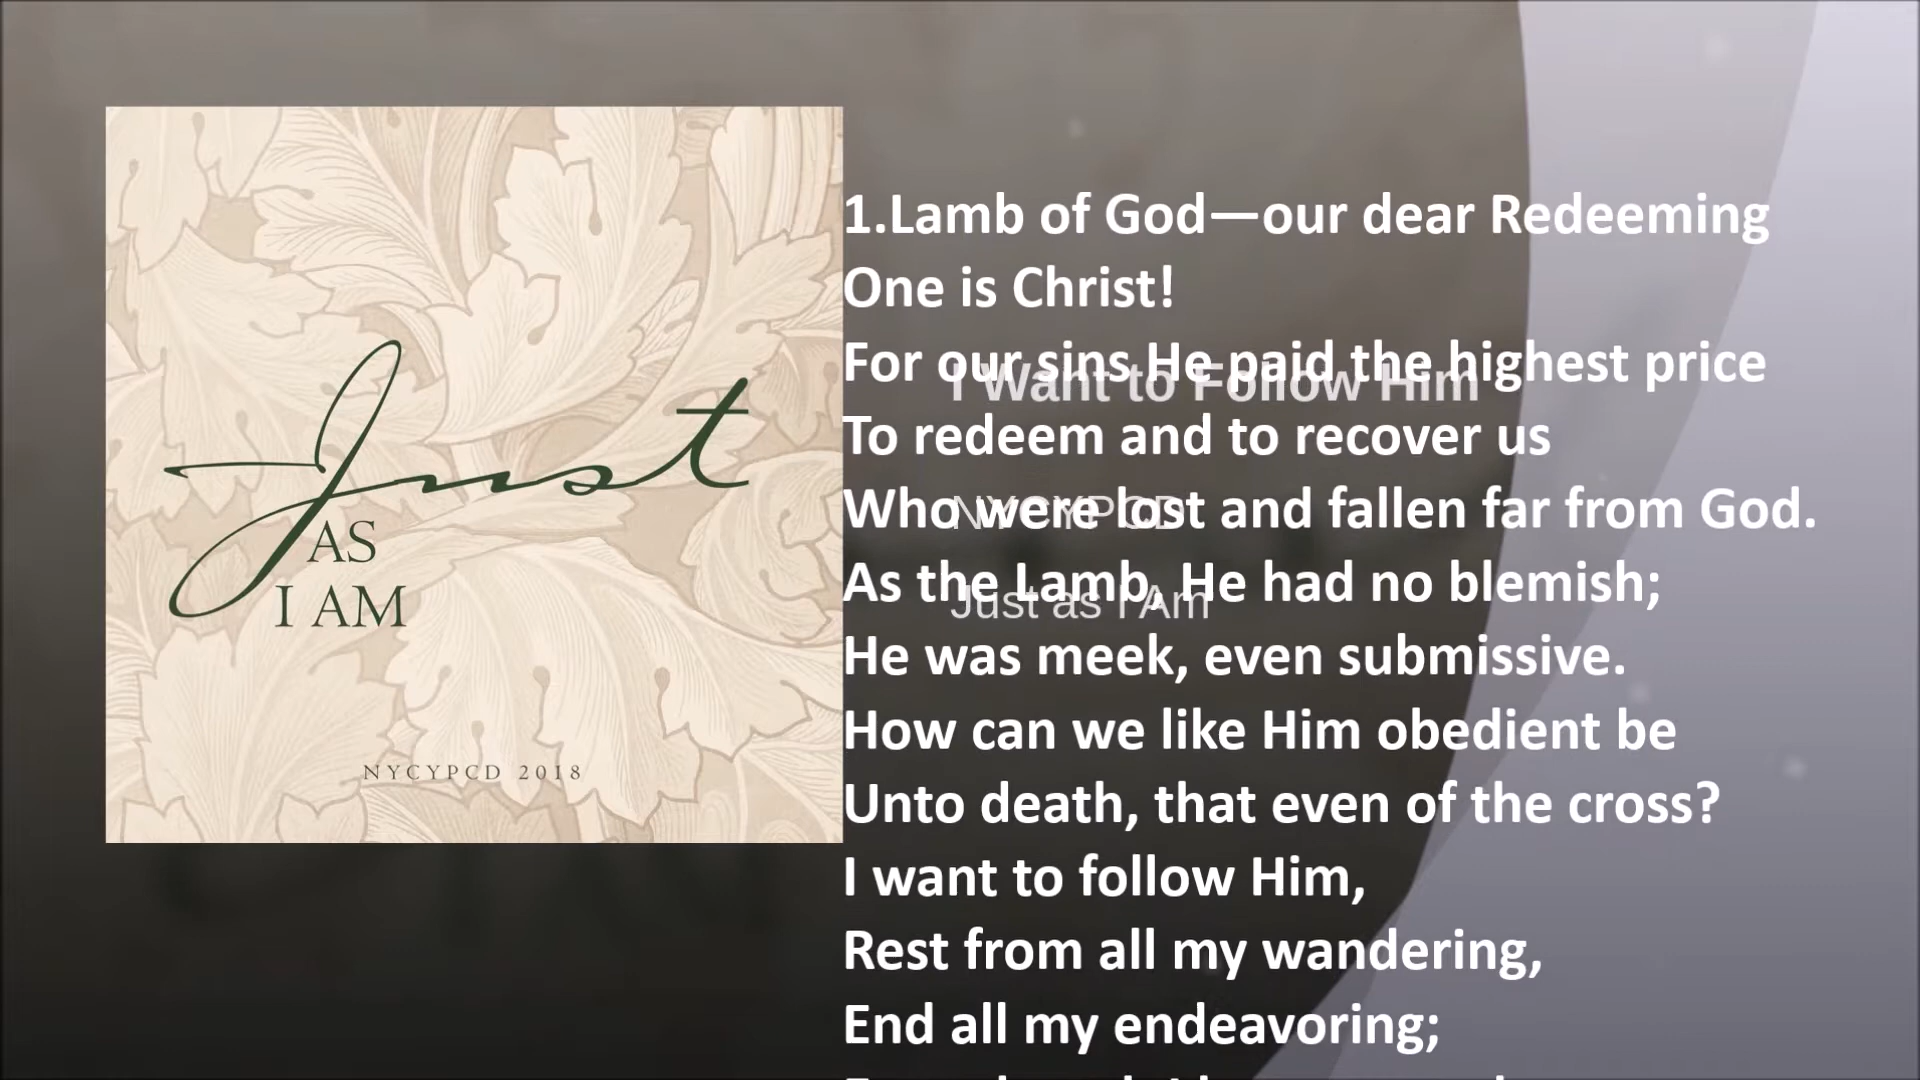 Just
AS
I AM
NYCYPCD 2018
1.Lamb of God—our dear Redeeming
One is Christ!
For our sins He paid the highest price
I Want to Follow Him
To redeem and to recover us
Who were lost and fallen far from God.
NYCYPCD
As the Lamb, He had no blemish;
Just as I Am
He was meek, even submissive.
How can we like Him obedient be
Unto death, that even of the cross?
I want to follow Him,
Rest from all my wandering,
End all my endeavoring;